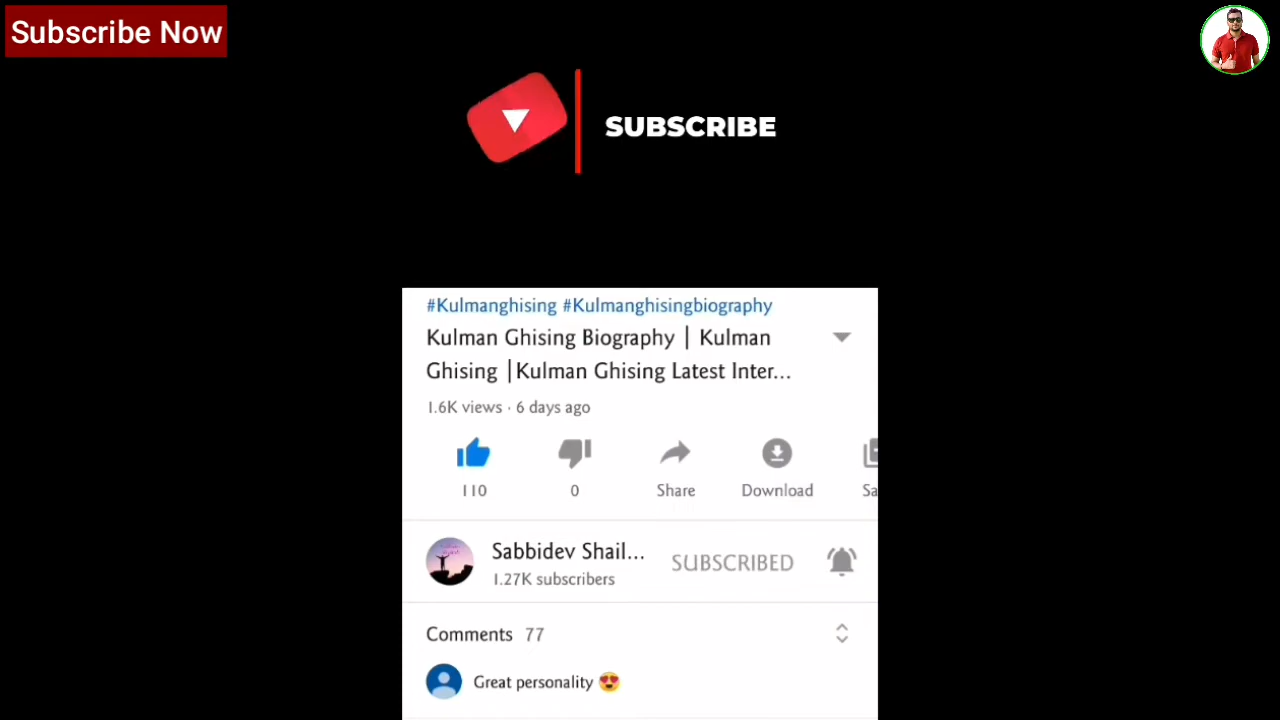 Subscribe Now
SUBSCRIBE
#Kulmanghising #Kulmanghisingbiography
Kulman Ghising Biography | Kulman
Ghising |Kulman Ghising Latest Inter...
1.6K views · 6 days ago
110
0
Share
Download
Sa
Sabbidev Shail...
SUBSCRIBED
1.27K subscribers
Comments 77
Great personality 😍